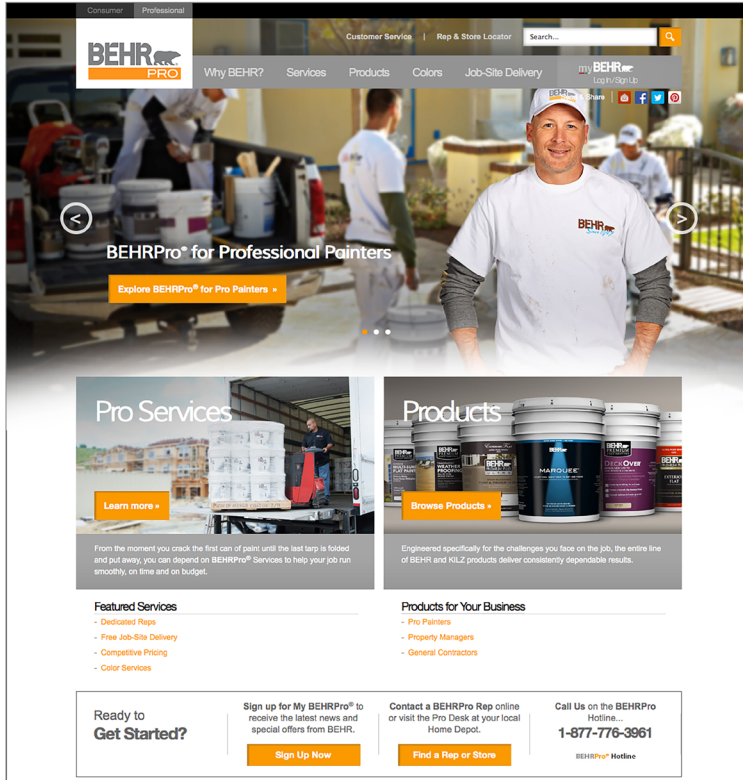 Consumer
Professional
Customer Service | Rep & Store Locator
Search...
BEHR
PRO
Why BEHR?
Services
Products
Colors
Job-Site Delivery
myBEHR
Log In / Sign Up
Share
BEHR
BEHR
BEHRPro® for Professional Painters
Explore BEHRPro® for Pro Painters »
Pro Services
Learn more »
From the moment you crack the first can of paint until the last tarp is folded
and put away, you can depend on BEHRPro® Services to help your job run
smoothly, on time and on budget.
Products
BEHR
BEHR
BEHR
BEHR
MARQUEE
BEHR
DECKOVER
BEHR
Browse Products »
Engineered specifically for the challenges you face on the job, the entire line
of BEHR and KILZ products deliver consistently dependable results.
Featured Services
- Dedicated Reps
- Free Job-Site Delivery
- Competitive Pricing
- Color Services
Products for Your Business
- Pro Painters
- Property Managers
- General Contractors
Ready to
Get Started?
Sign up for My BEHRPro® to
receive the latest news and
special offers from BEHR.
Sign Up Now
Contact a BEHRPro Rep online
or visit the Pro Desk at your local
Home Depot.
Find a Rep or Store
Call Us on the BEHRPro
Hotline...
1-877-776-3961
BEHRPro® Hotline